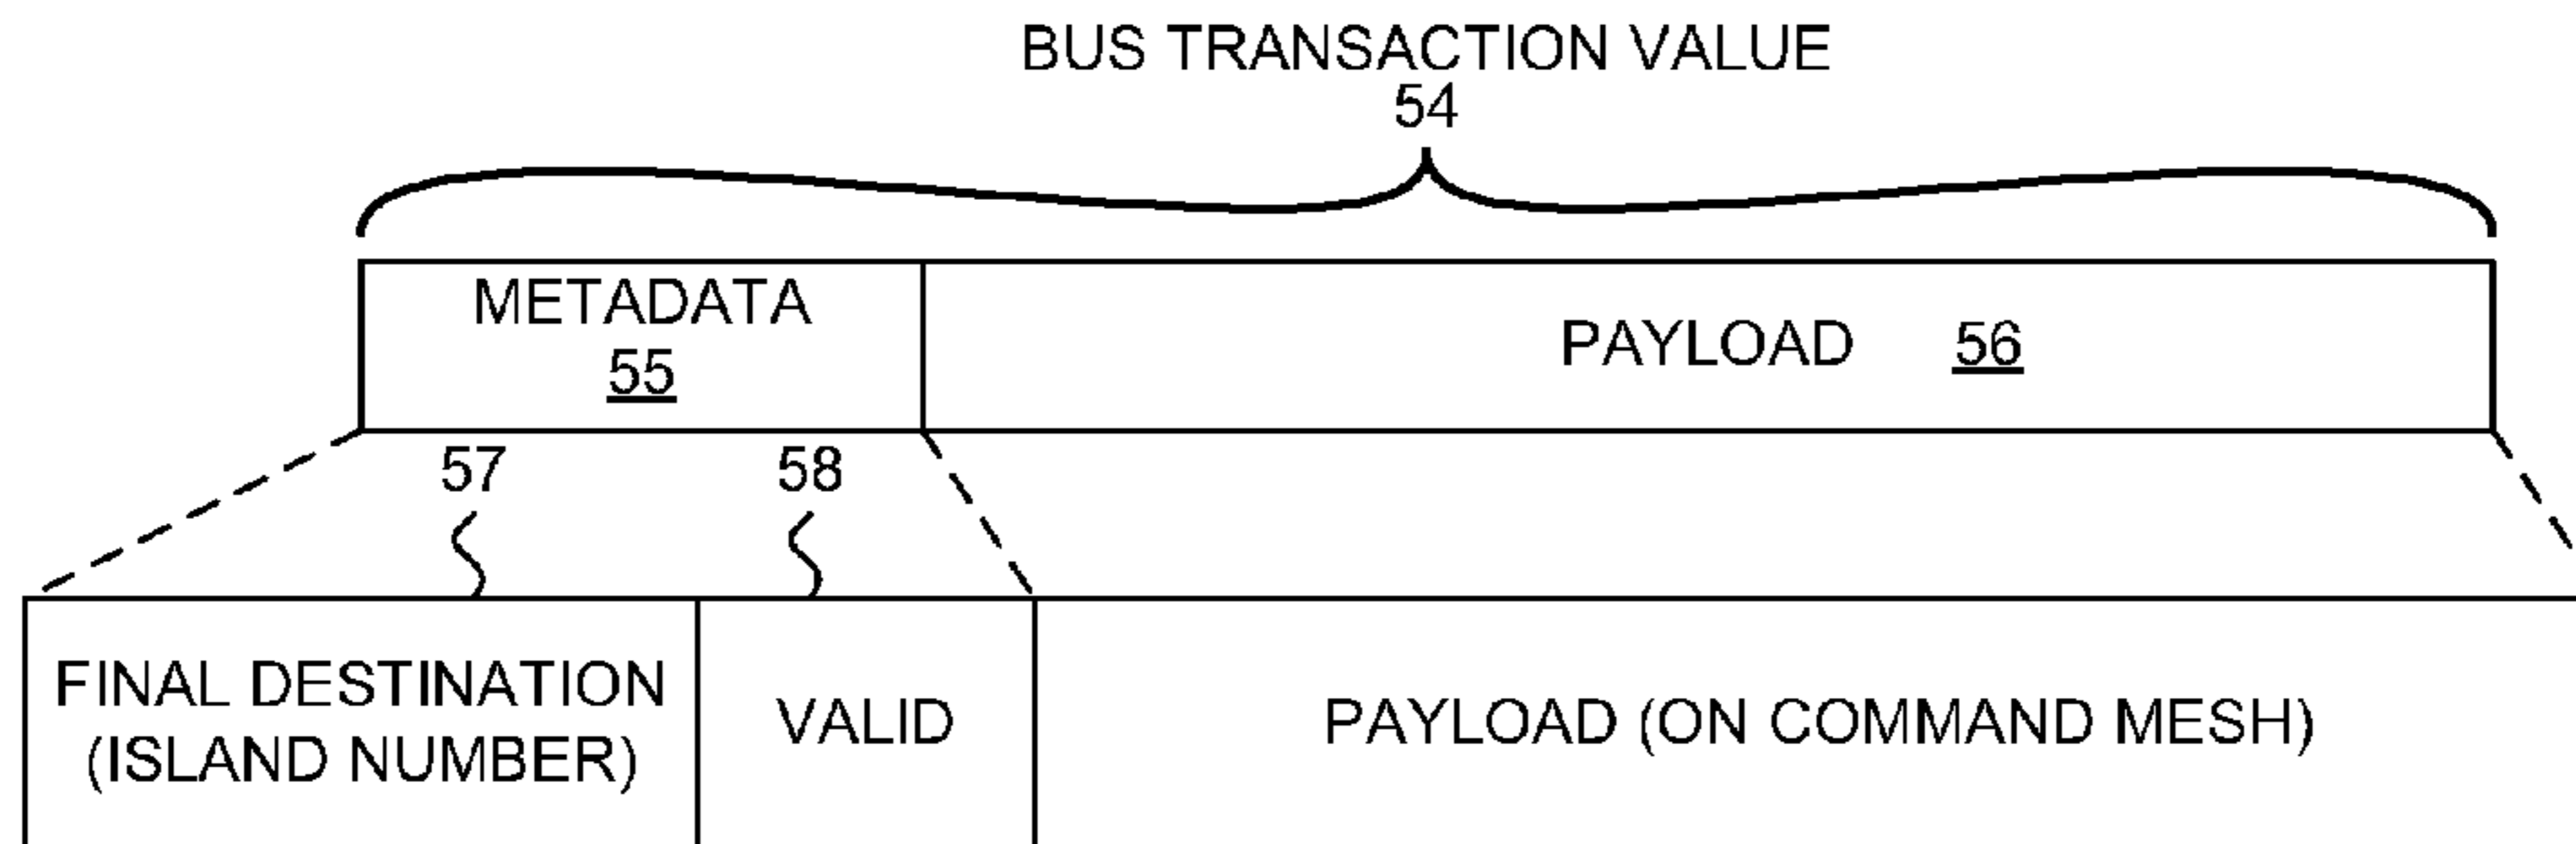 BUS TRANSACTION VALUE
54
METADATA
55
PAYLOAD 56
57 58
FINAL DESTINATION
(ISLAND NUMBER)
VALID
PAYLOAD (ON COMMAND MESH)